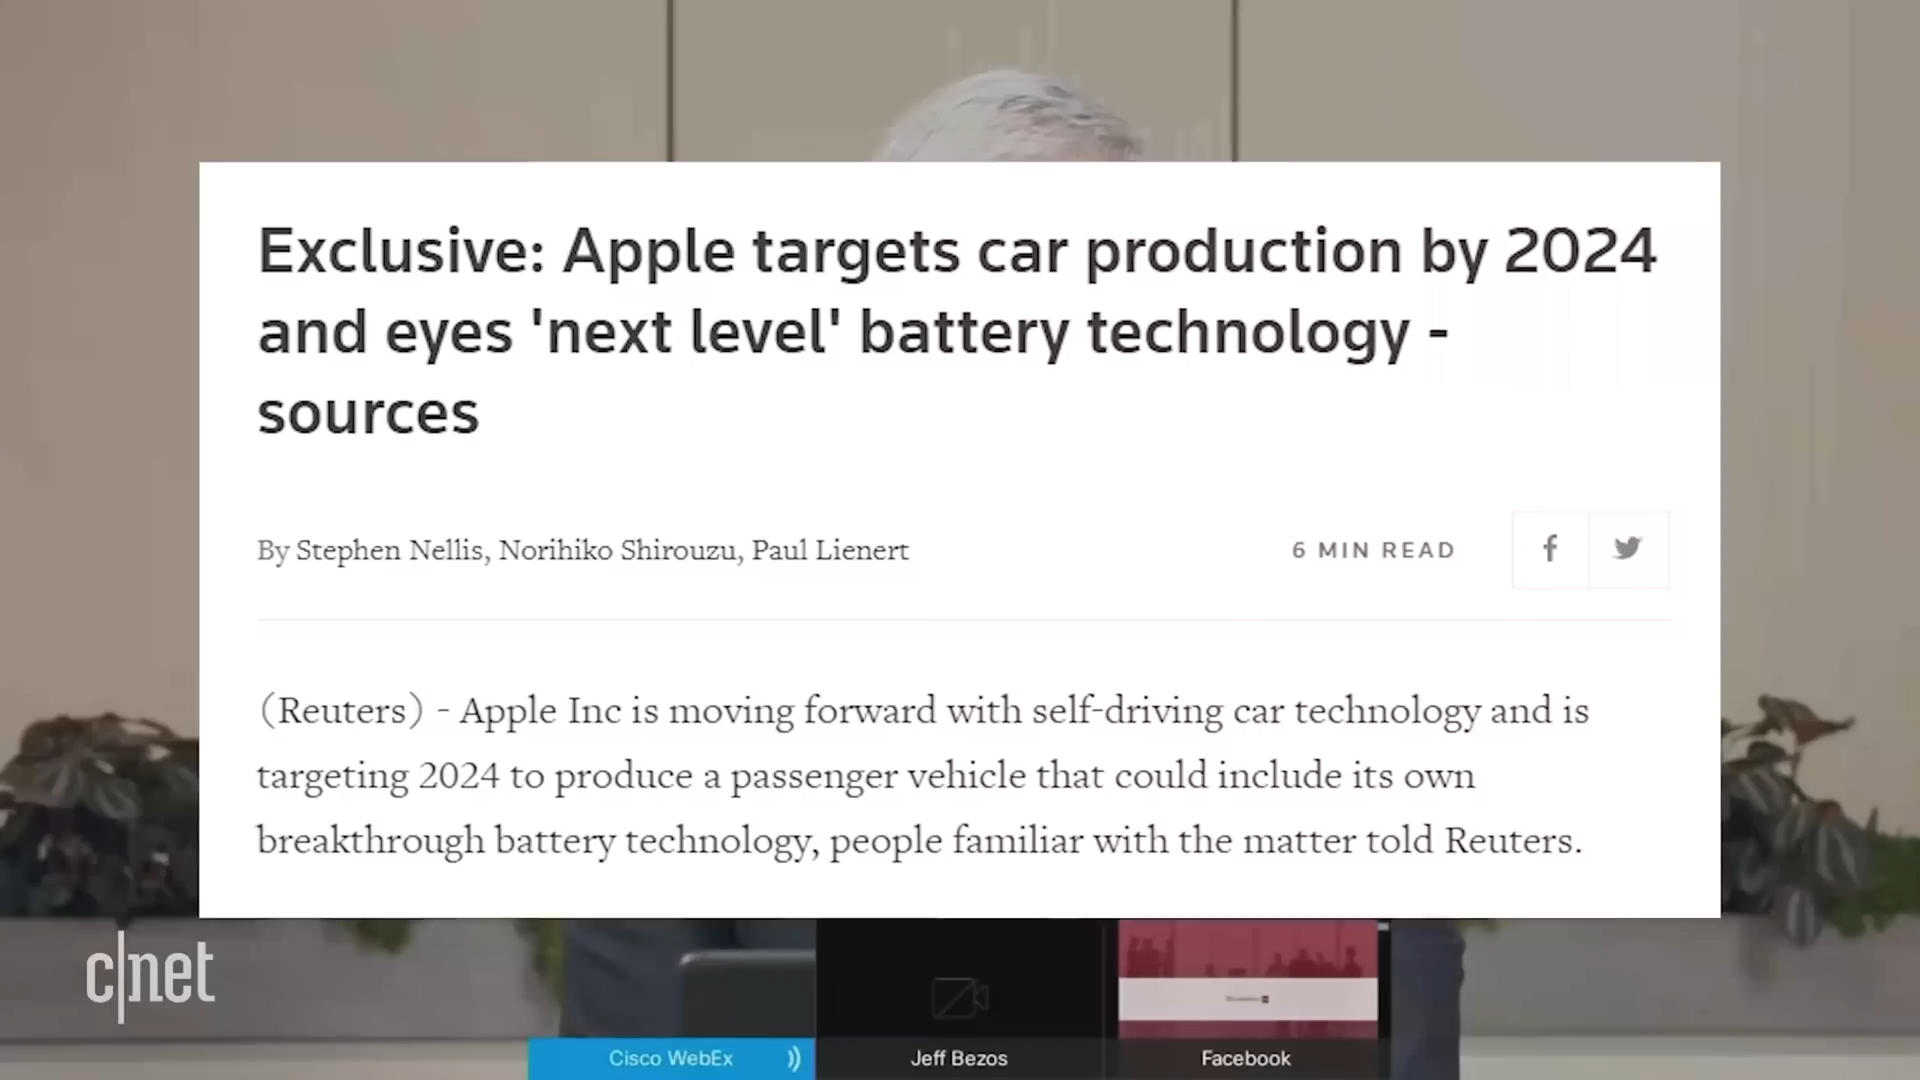 Exclusive: Apple targets car production by 2024
and eyes 'next level' battery technology -
sources
By Stephen Nellis, Norihiko Shirouzu, Paul Lienert
6 MIN READ
(Reuters) - Apple Inc is moving forward with self-driving car technology and is
targeting 2024 to produce a passenger vehicle that could include its own
breakthrough battery technology, people familiar with the matter told Reuters.
c|net
Cisco WebEx
Jeff Bezos
Facebook